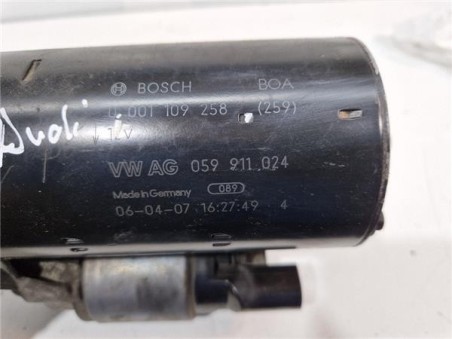 BOSCH BOA
0 001 109 258 (259)
Audi
12V
VW AG 059 911 024
Made in Germany 089
06-04-07 16:27:49 4